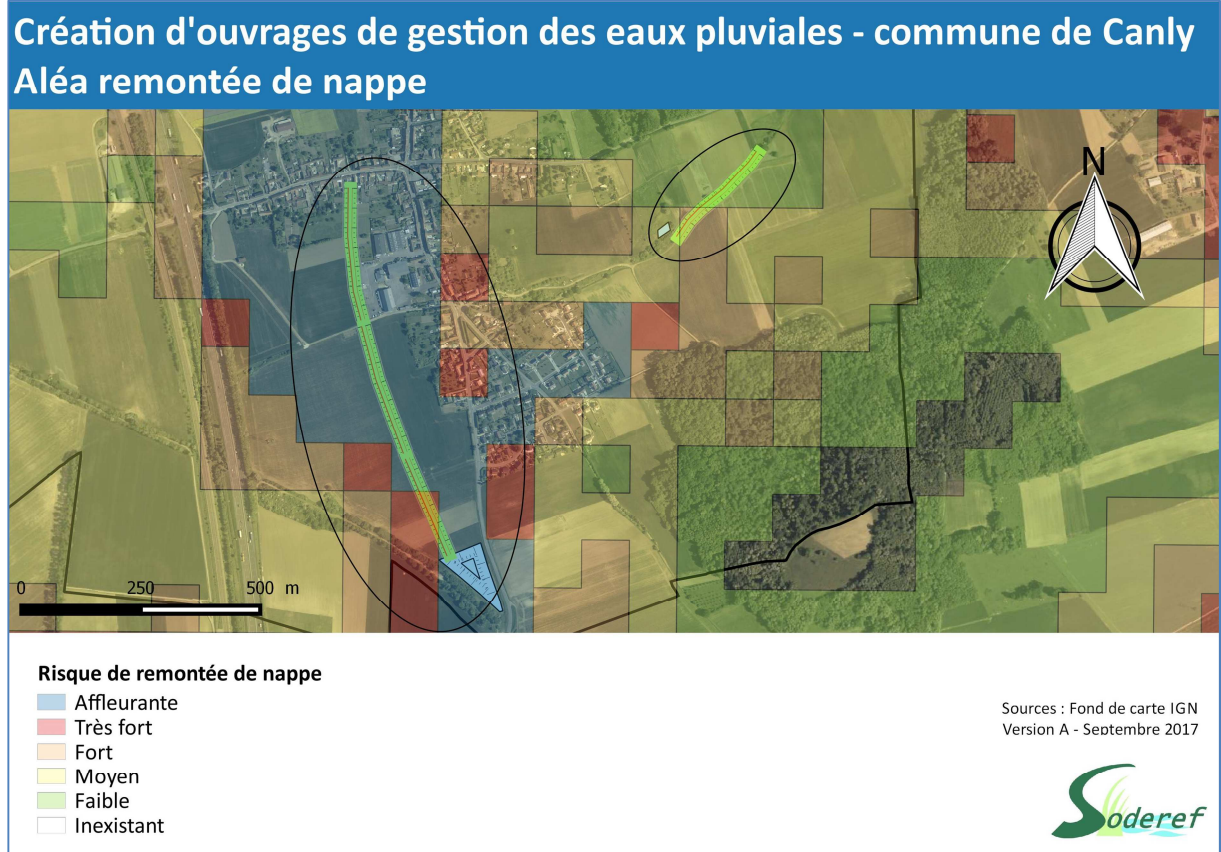 Création d'ouvrages de gestion des eaux pluviales - commune de Canly
Aléa remontée de nappe
N
0 250 500 m
Risque de remontée de nappe
Affleurante
Très fort
Fort
Moyen
Faible
Inexistant
Sources : Fond de carte IGN
Version A - Septembre 2017
Soderef